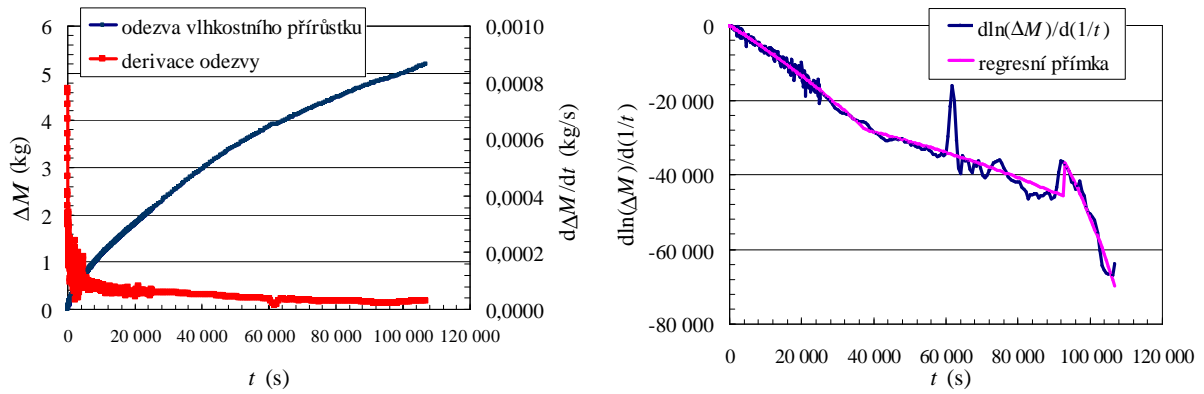 odezva vlhkostního přírůstku
derivace odezvy
6
5
4
3
2
1
0
ΔM (kg)
0,0010
0,0008
0,0006
0,0004
0,0002
0,0000
dΔM/dt (kg/s)
0 20 000 40 000 60 000 80 000 100 000 120 000
t (s)
dln(ΔM)/d(1/t)
regresní přímka
0
-20 000
-40 000
-60 000
-80 000
dln(ΔM)/d(1/t)
0 20 000 40 000 60 000 80 000 100 000 120 000
t (s)